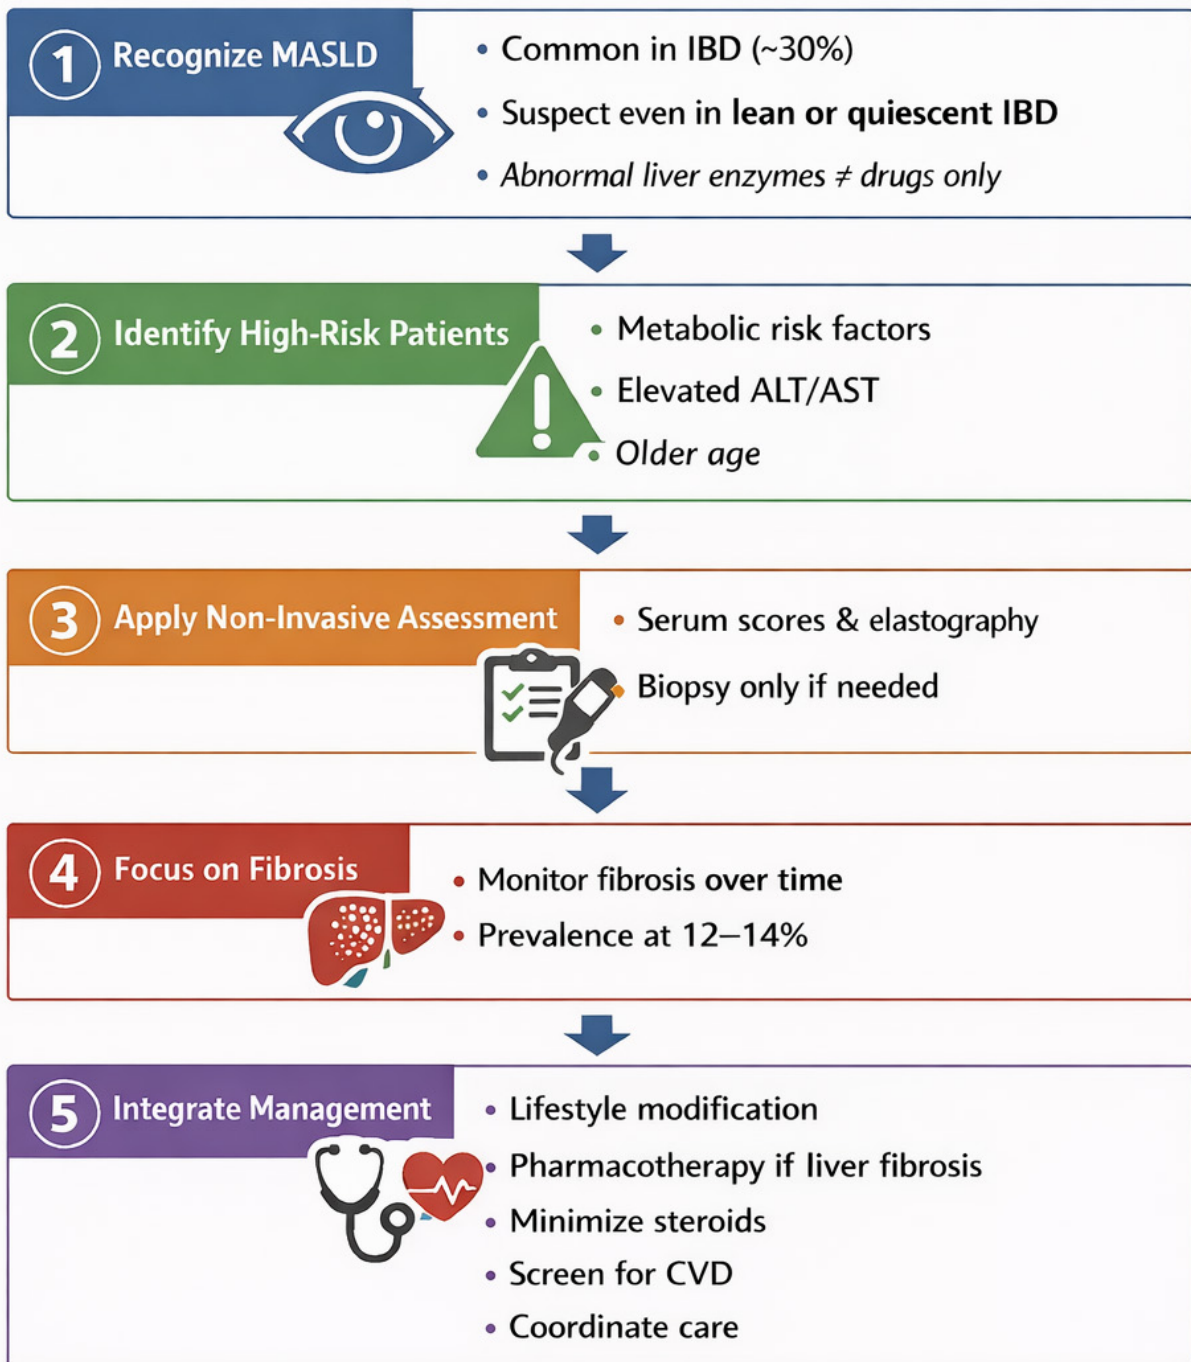 1 Recognize MASLD
• Common in IBD (~30%)
• Suspect even in lean or quiescent IBD
• Abnormal liver enzymes ≠ drugs only
2 Identify High-Risk Patients
• Metabolic risk factors
• Elevated ALT/AST
• Older age
3 Apply Non-Invasive Assessment
• Serum scores & elastography
Biopsy only if needed
4 Focus on Fibrosis
• Monitor fibrosis over time
• Prevalence at 12–14%
5 Integrate Management
• Lifestyle modification
• Pharmacotherapy if liver fibrosis
• Minimize steroids
• Screen for CVD
• Coordinate care